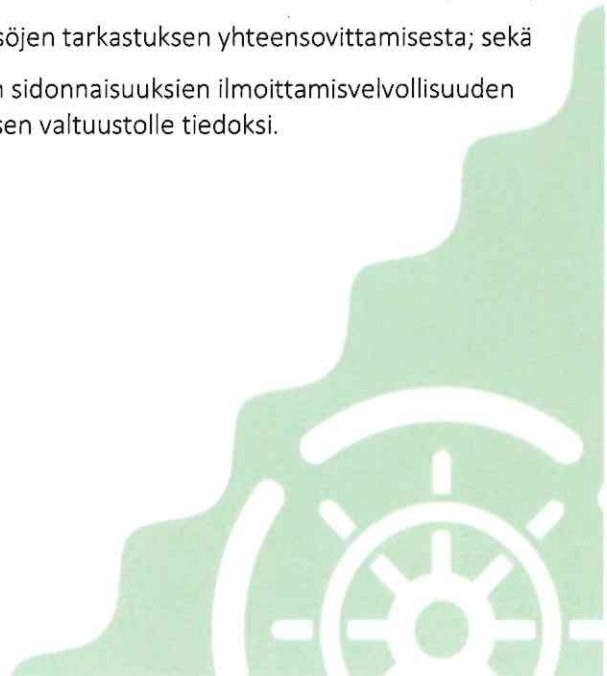 söjen tarkastuksen yhteensovittamisesta; sekä
sidonnaisuuksien ilmoittamisvelvollisuuden
sen valtuustolle tiedoksi.